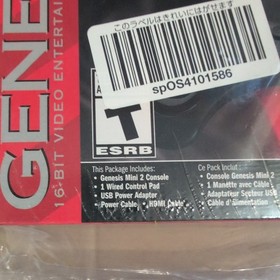 GENE
16-BIT VIDEO ENTERTAI
このラベルはきれいにはがせます
spOS4101586
T
ESRB
This Package Includes:
• Genesis Mini 2 Console
• 1 Wired Control Pad
• USB Power Adaptor
• Power Cable • HDMI Cable
Ce Pack Inclut :
• Console Genesis Mini 2
• 1 Manette avec Câble
• Adaptateur Secteur USB
• Câble d'Alimentation